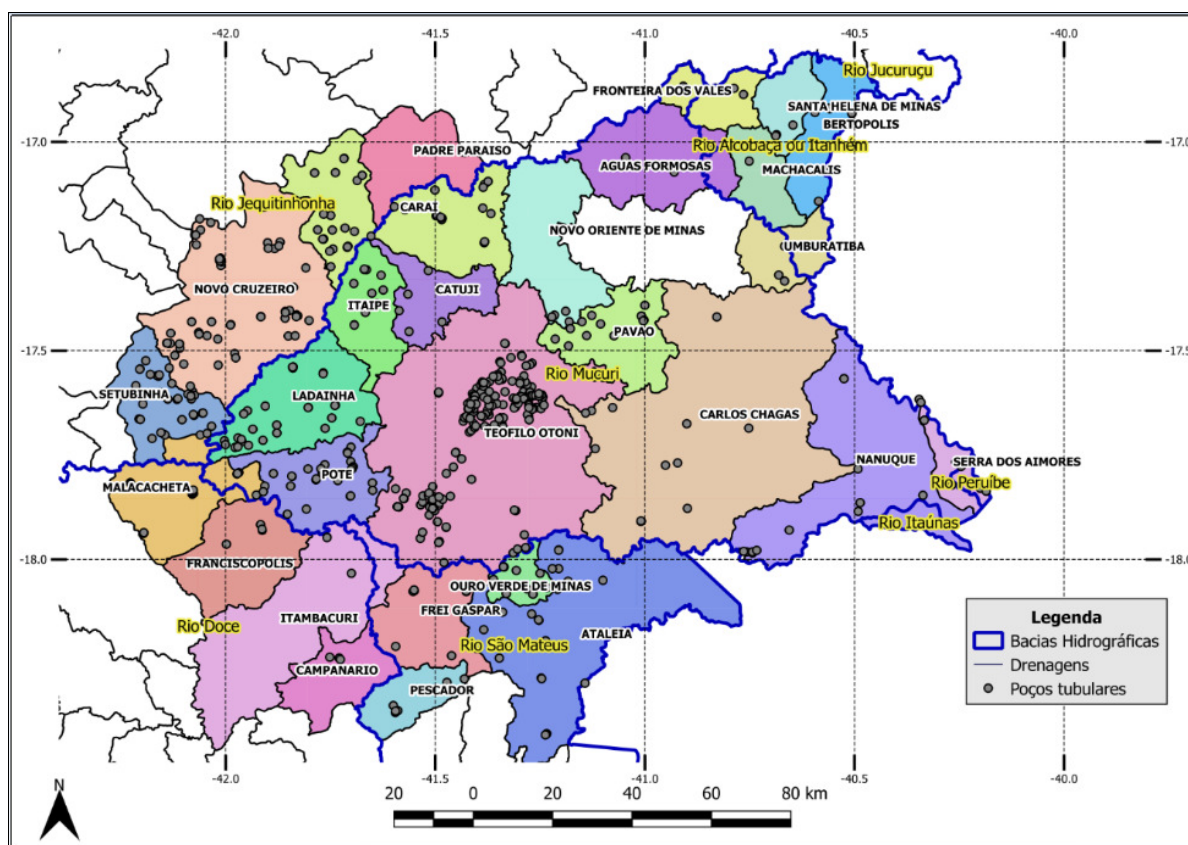 -42.0 -41.5 -41.0 -40.5 -40.0
Rio Jucuruçu
FRONTEIRA DOS VALES
SANTA HELENA DE MINAS
BERTOPOLIS
-17.0 -17.0
PADRE PARAISO
Rio Alcobaça ou Itanhém
AGUAS FORMOSAS
MACHACALIS
Rio Jequitinhonha
CARAI
NOVO ORIENTE DE MINAS
UMBURATIBA
NOVO CRUZEIRO
CATUJI
ITAIPE
PAVAO
-17.5 -17.5
Rio Mucuri
SETUBINHA
LADAINHA
CARLOS CHAGAS
TEOFILO OTONI
NANUQUE
SERRA DOS AIMORES
POTE
MALACACHETA
Rio Peruíbe
Rio Itaúnas
-18.0 -18.0
FRANCISCOPOLIS
OURO VERDE DE MINAS
FREI GASPAR
ITAMBACURI
Rio Doce
ATALEIA
Rio São Mateus
CAMPANARIO
PESCADOR
Legenda
Bacias Hidrográficas
Drenagens
Poços tubulares
-42.0 -41.5 -41.0 -40.5 -40.0
N
20 0 20 40 60 80 km